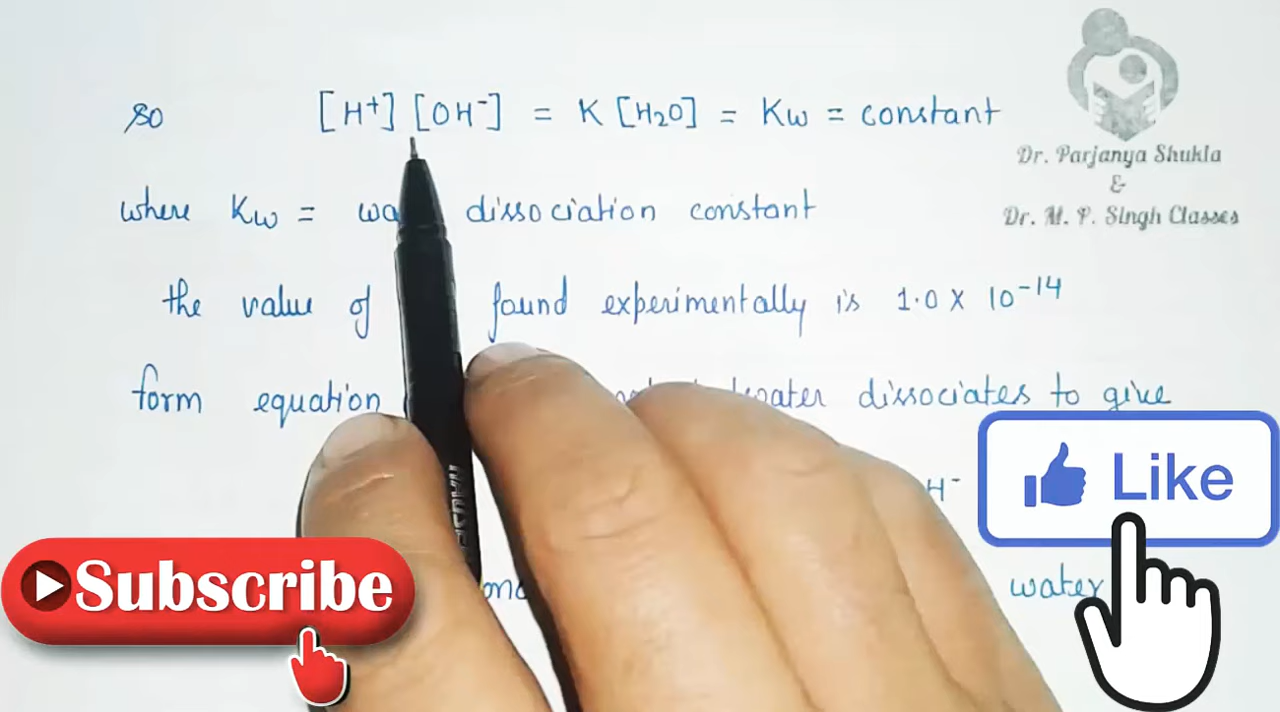 so [H⁺] [OH⁻] = K [H₂O] = Kw = constant
Dr. Parjanya Shukla
&
Dr. M. P. Singh Classes
where Kw = dissociation constant
the value of found experimentally is 1.0 X 10⁻¹⁴
form equation water dissociates to give
H⁻
Like
Subscribe
water